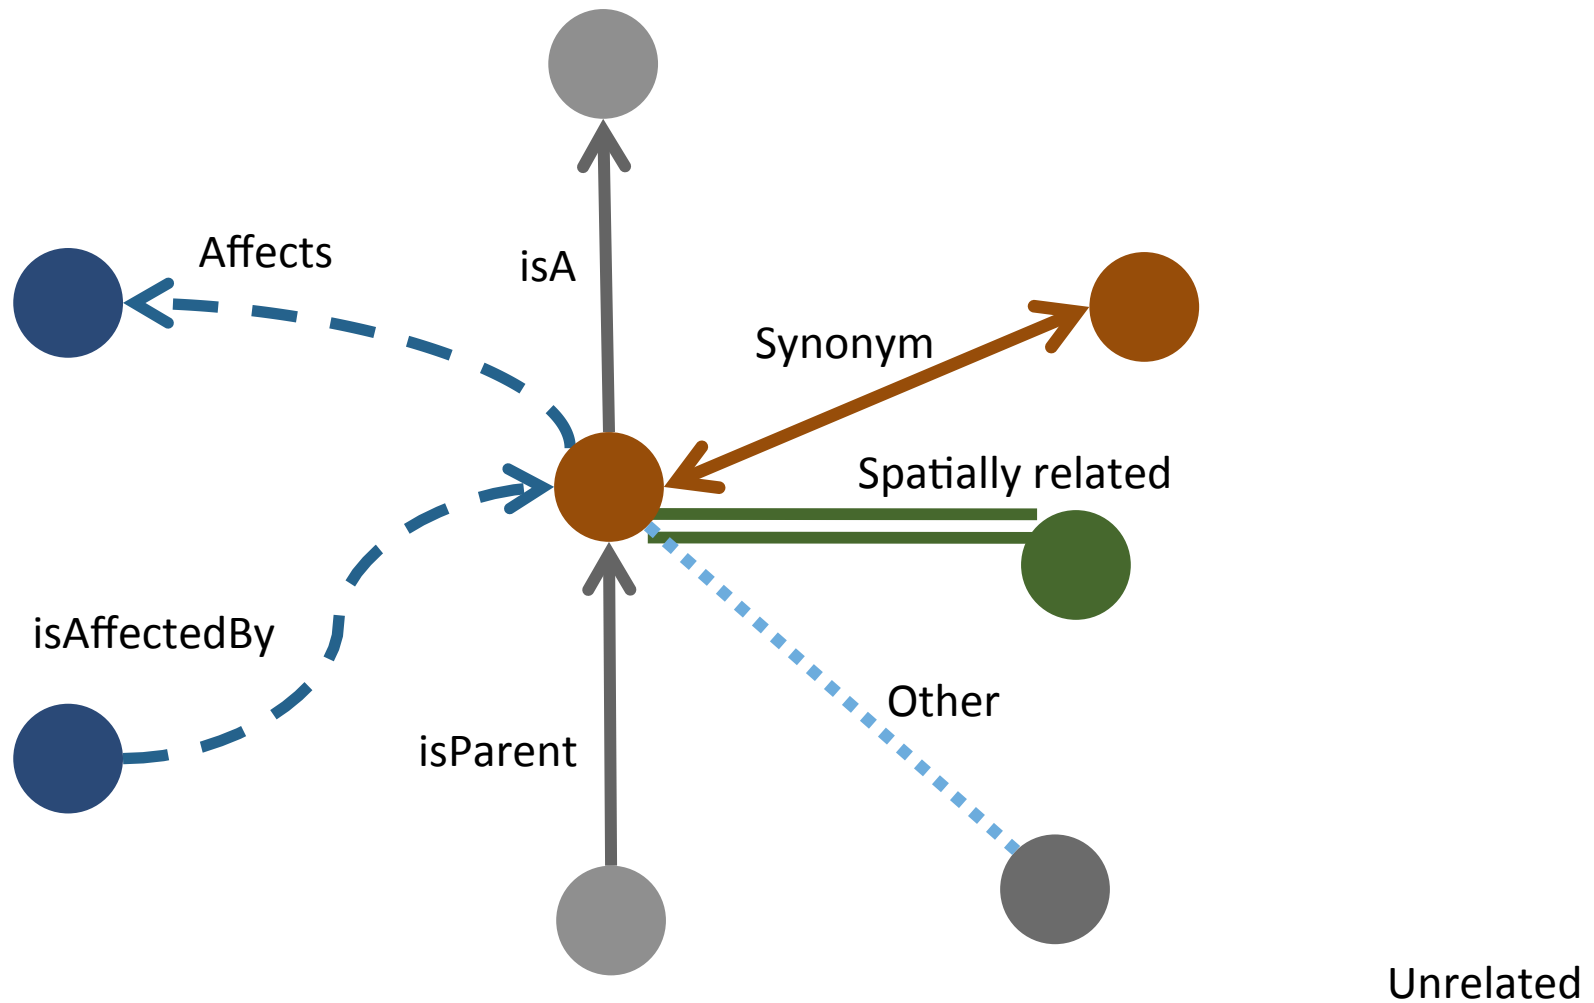 Affects
isA
Synonym
Spatially related
isAffectedBy
Other
isParent
Unrelated